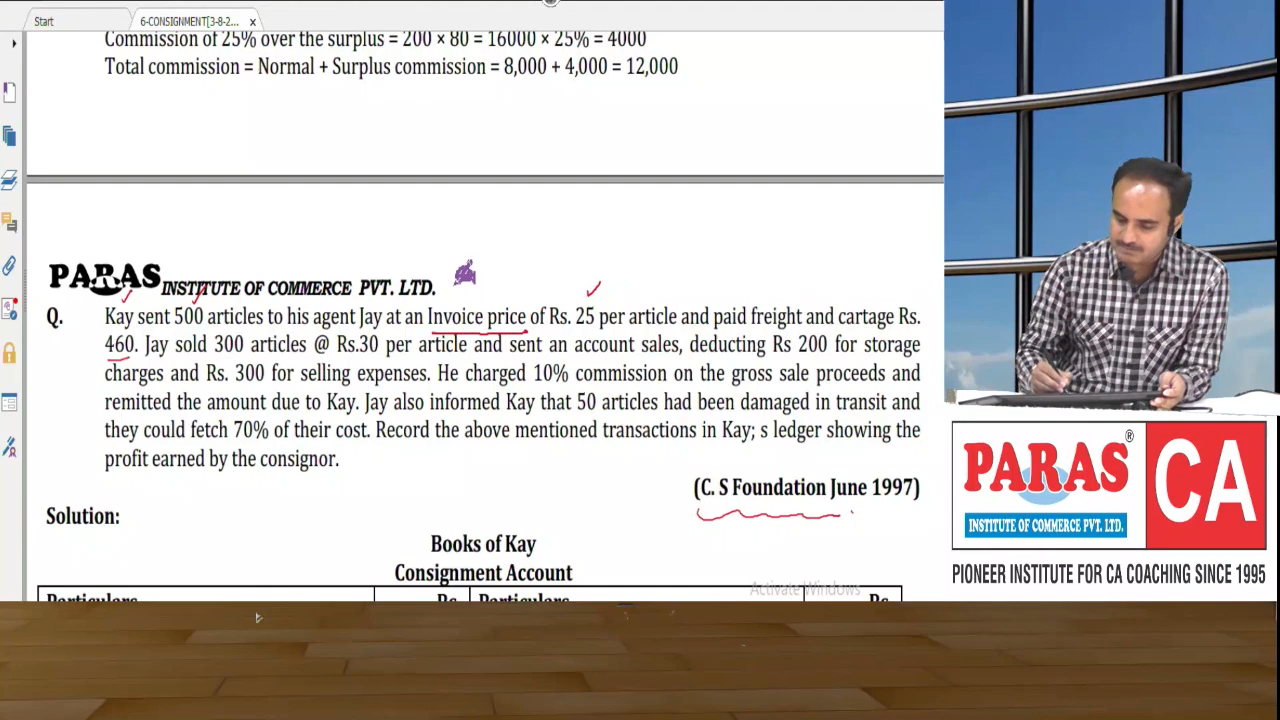 Start
6-CONSIGNMENT[3-8-2... x
Commission of 25% over the surplus = 200 × 80 = 16000 × 25% = 4000
Total commission = Normal + Surplus commission = 8,000 + 4,000 = 12,000
PARAS INSTITUTE OF COMMERCE PVT. LTD.
Q. Kay sent 500 articles to his agent Jay at an Invoice price of Rs. 25 per article and paid freight and cartage Rs.
460. Jay sold 300 articles @ Rs.30 per article and sent an account sales, deducting Rs 200 for storage
charges and Rs. 300 for selling expenses. He charged 10% commission on the gross sale proceeds and
remitted the amount due to Kay. Jay also informed Kay that 50 articles had been damaged in transit and
they could fetch 70% of their cost. Record the above mentioned transactions in Kay; s ledger showing the
profit earned by the consignor.
(C. S Foundation June 1997)
Solution:
Books of Kay
Consignment Account
Particulars Rs Particulars Rs
Activate Windows
PARAS®
INSTITUTE OF COMMERCE PVT. LTD.
CA
PIONEER INSTITUTE FOR CA COACHING SINCE 1995